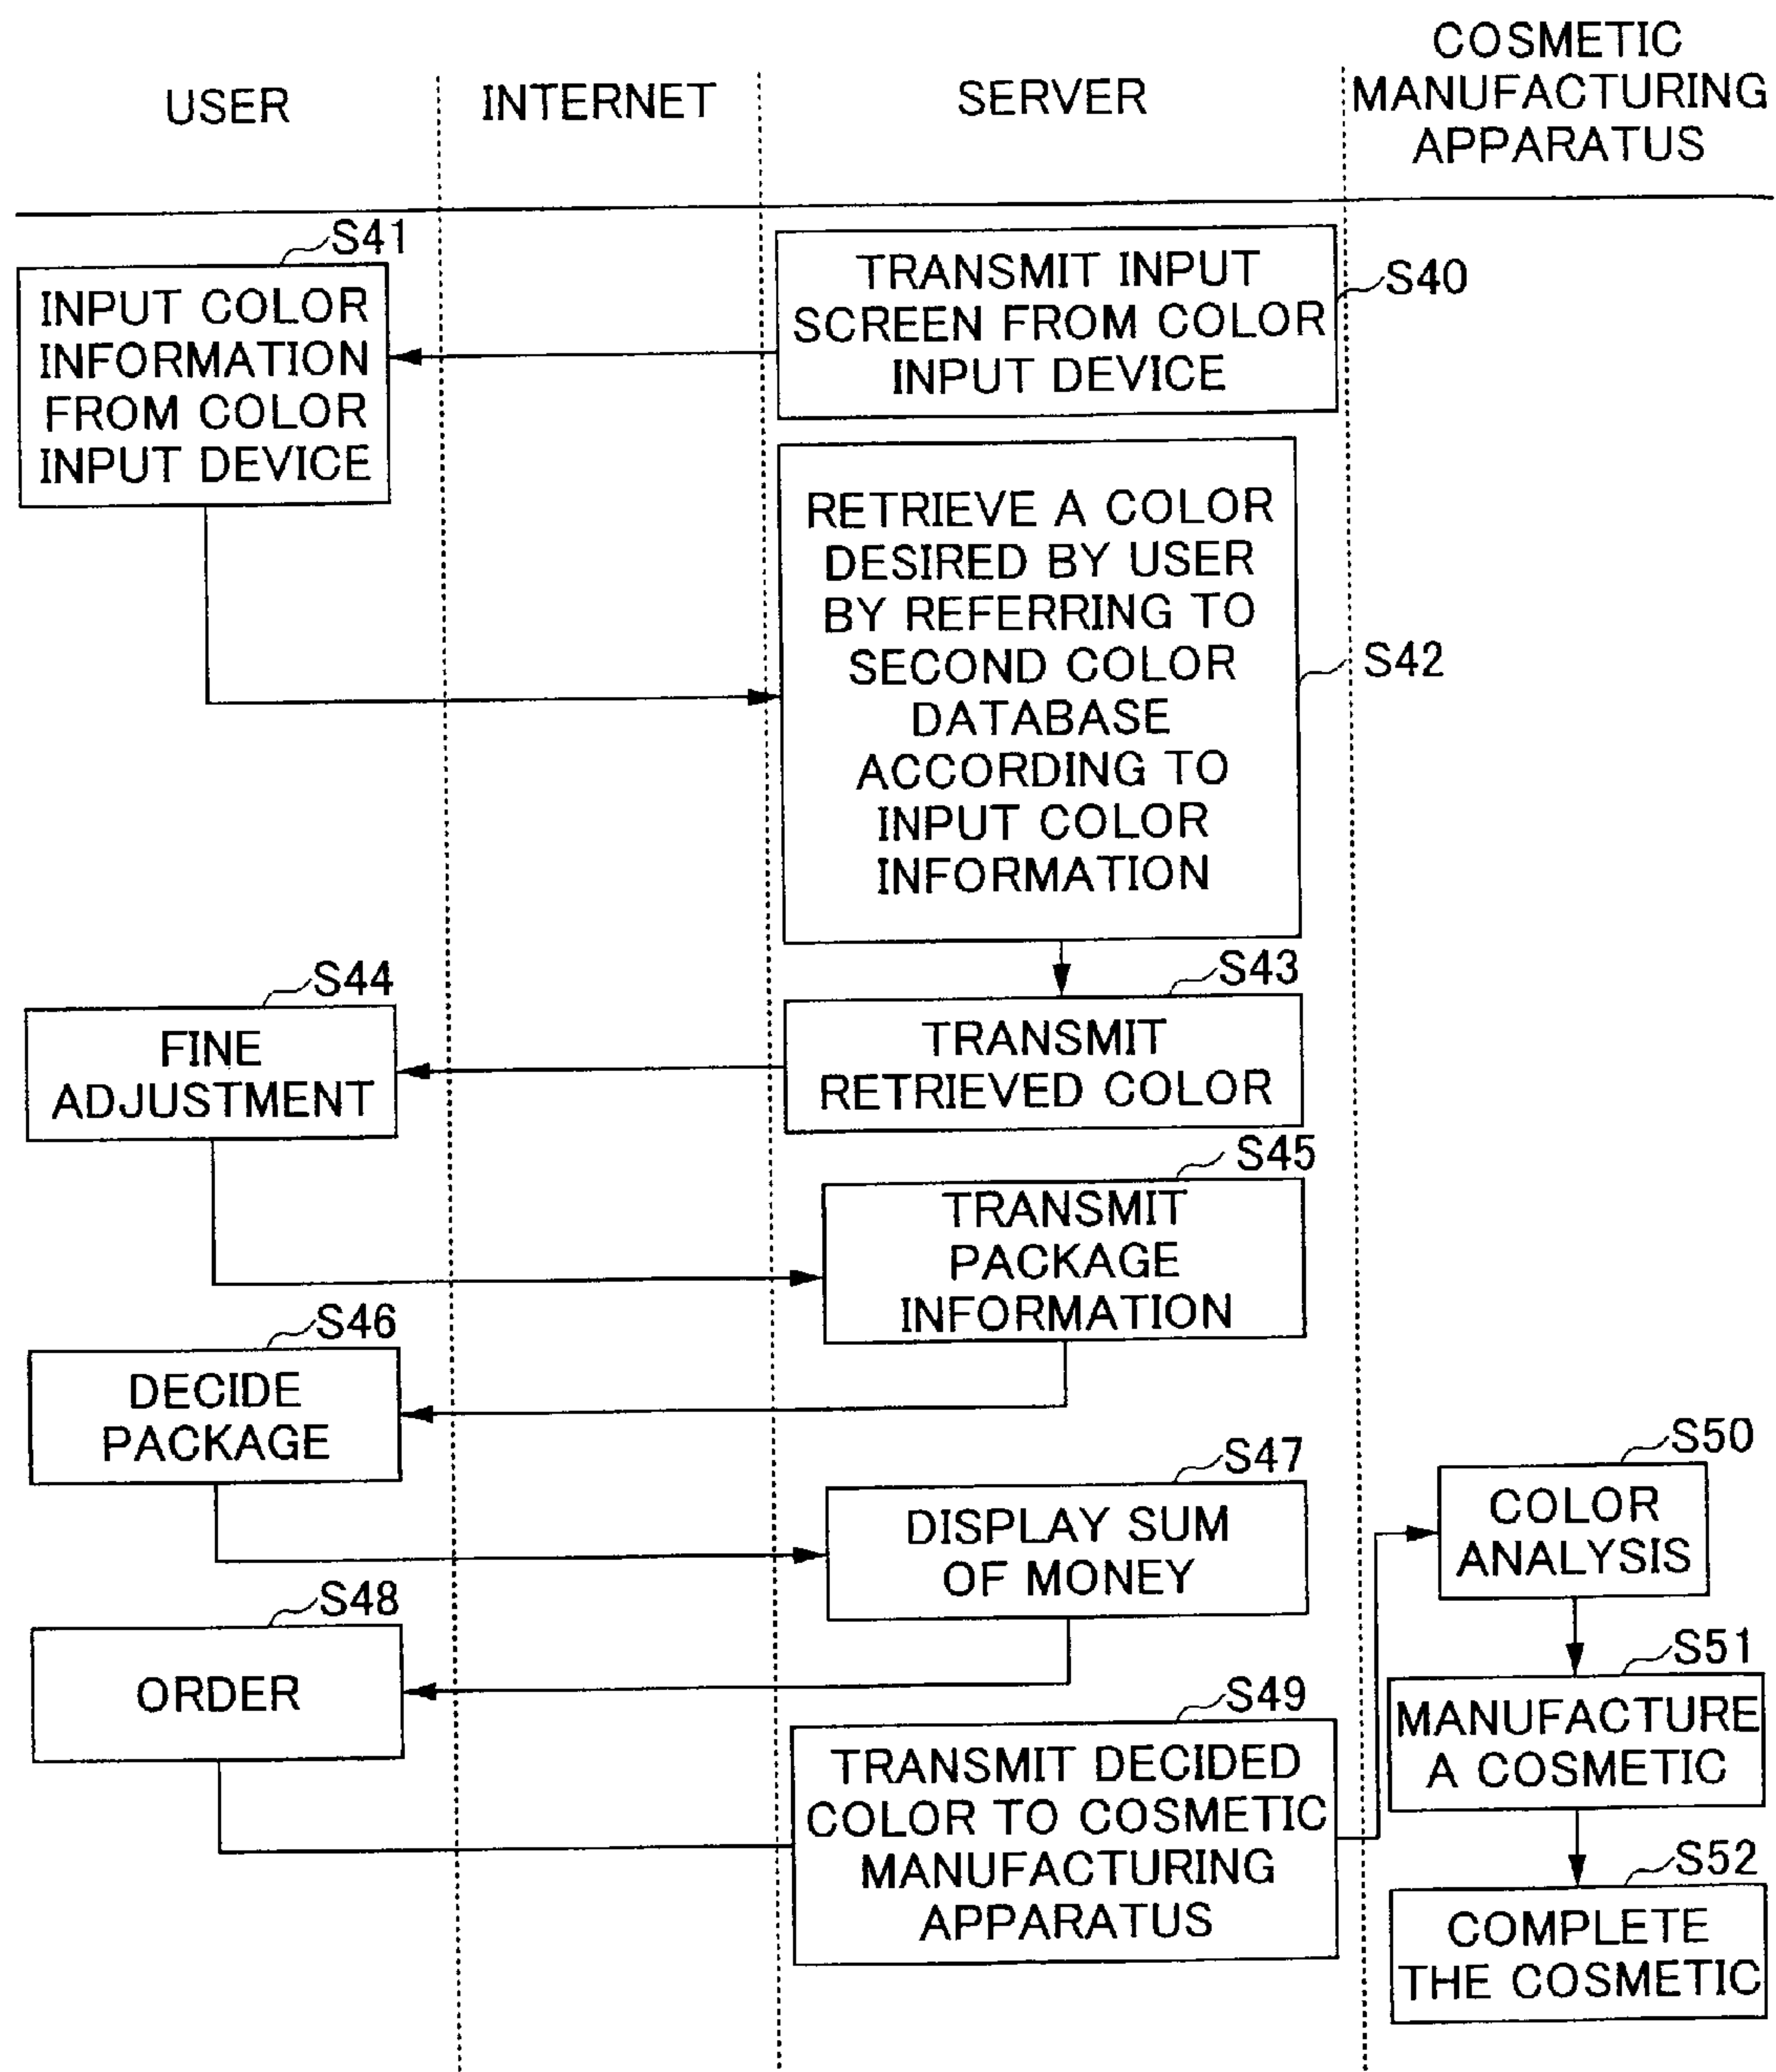 USER
INTERNET
SERVER
COSMETIC
MANUFACTURING
APPARATUS
S40
TRANSMIT INPUT
SCREEN FROM COLOR
INPUT DEVICE
S41
INPUT COLOR
INFORMATION
FROM COLOR
INPUT DEVICE
S42
RETRIEVE A COLOR
DESIRED BY USER
BY REFERRING TO
SECOND COLOR
DATABASE
ACCORDING TO
INPUT COLOR
INFORMATION
S43
TRANSMIT
RETRIEVED COLOR
S44
FINE
ADJUSTMENT
S45
TRANSMIT
PACKAGE
INFORMATION
S46
DECIDE
PACKAGE
S47
DISPLAY SUM
OF MONEY
S48
ORDER
S49
TRANSMIT DECIDED
COLOR TO COSMETIC
MANUFACTURING
APPARATUS
S50
COLOR
ANALYSIS
S51
MANUFACTURE
A COSMETIC
S52
COMPLETE
THE COSMETIC